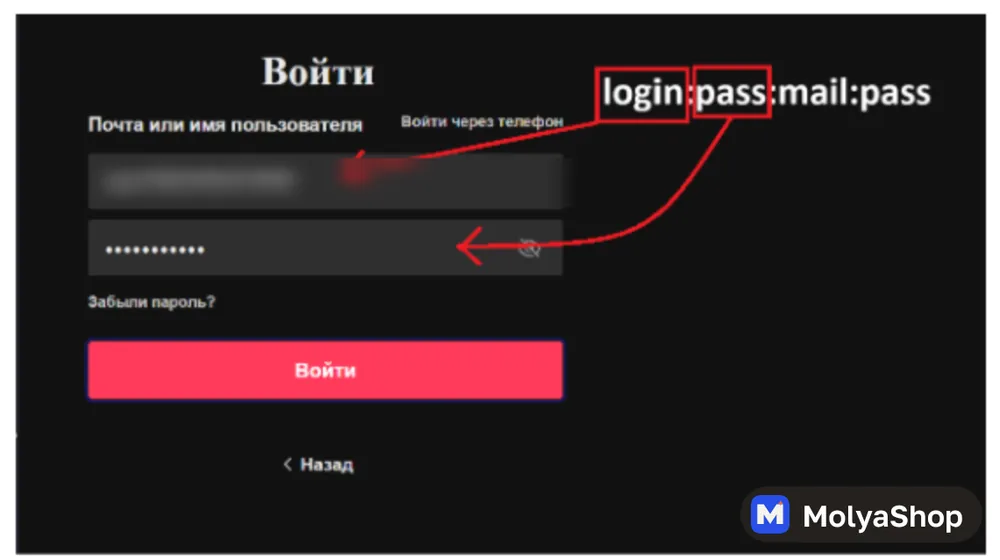 Войти
login:pass:mail:pass
Почта или имя пользователя
Войти через телефон
Забыли пароль?
Войти
Назад
MolyaShop